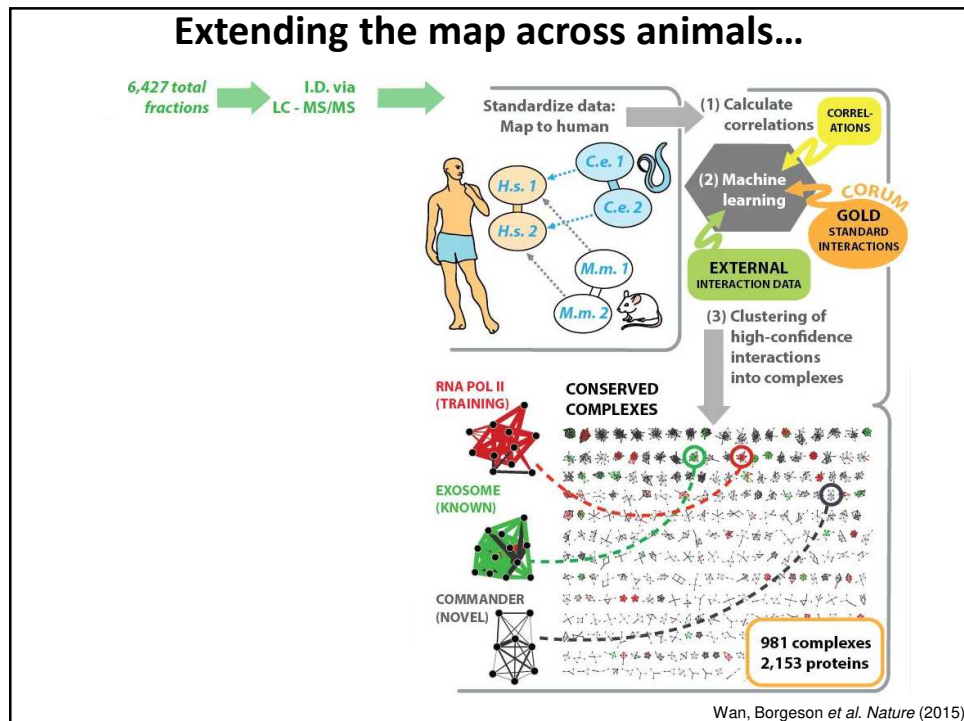 Extending the map across animals...
6,427 total
fractions
I.D. via
LC - MS/MS
Standardize data:
Map to human
(1) Calculate
correlations
CORREL-
ATIONS
H.s. 1
H.s. 2
C.e. 1
C.e. 2
M.m. 1
M.m. 2
(2) Machine
learning
CORUM
GOLD
STANDARD
INTERACTIONS
EXTERNAL
INTERACTION DATA
(3) Clustering of
high-confidence
interactions
into complexes
RNA POL II
(TRAINING)
CONSERVED
COMPLEXES
EXOSOME
(KNOWN)
COMMANDER
(NOVEL)
981 complexes
2,153 proteins
Wan, Borgeson et al. Nature (2015)